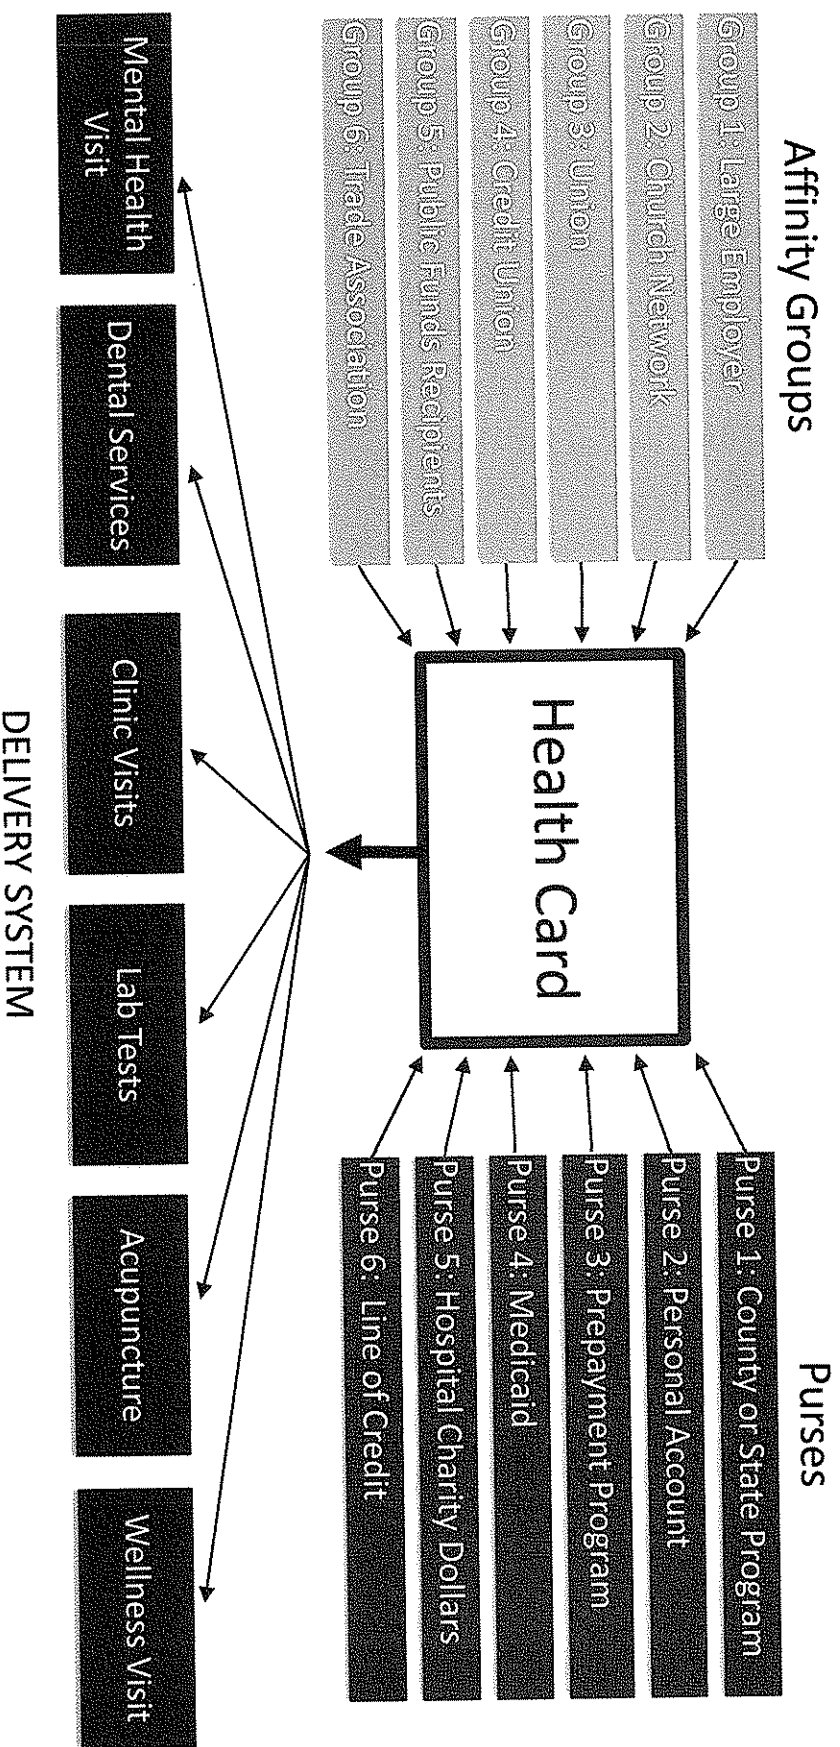 Affinity Groups
Group 1: Large Employer
Group 2: Church Network
Group 3: Union
Group 4: Credit Union
Group 5: Public Funds Recipients
Group 6: Trade Association
Health Card
Purses
Purse 1: County or State Program
Purse 2: Personal Account
Purse 3: Prepayment Program
Purse 4: Medicaid
Purse 5: Hospital Charity Dollars
Purse 6: Line of Credit
Mental Health
Visit
Dental Services
Clinic Visits
Lab Tests
Acupuncture
Wellness Visit
DELIVERY SYSTEM